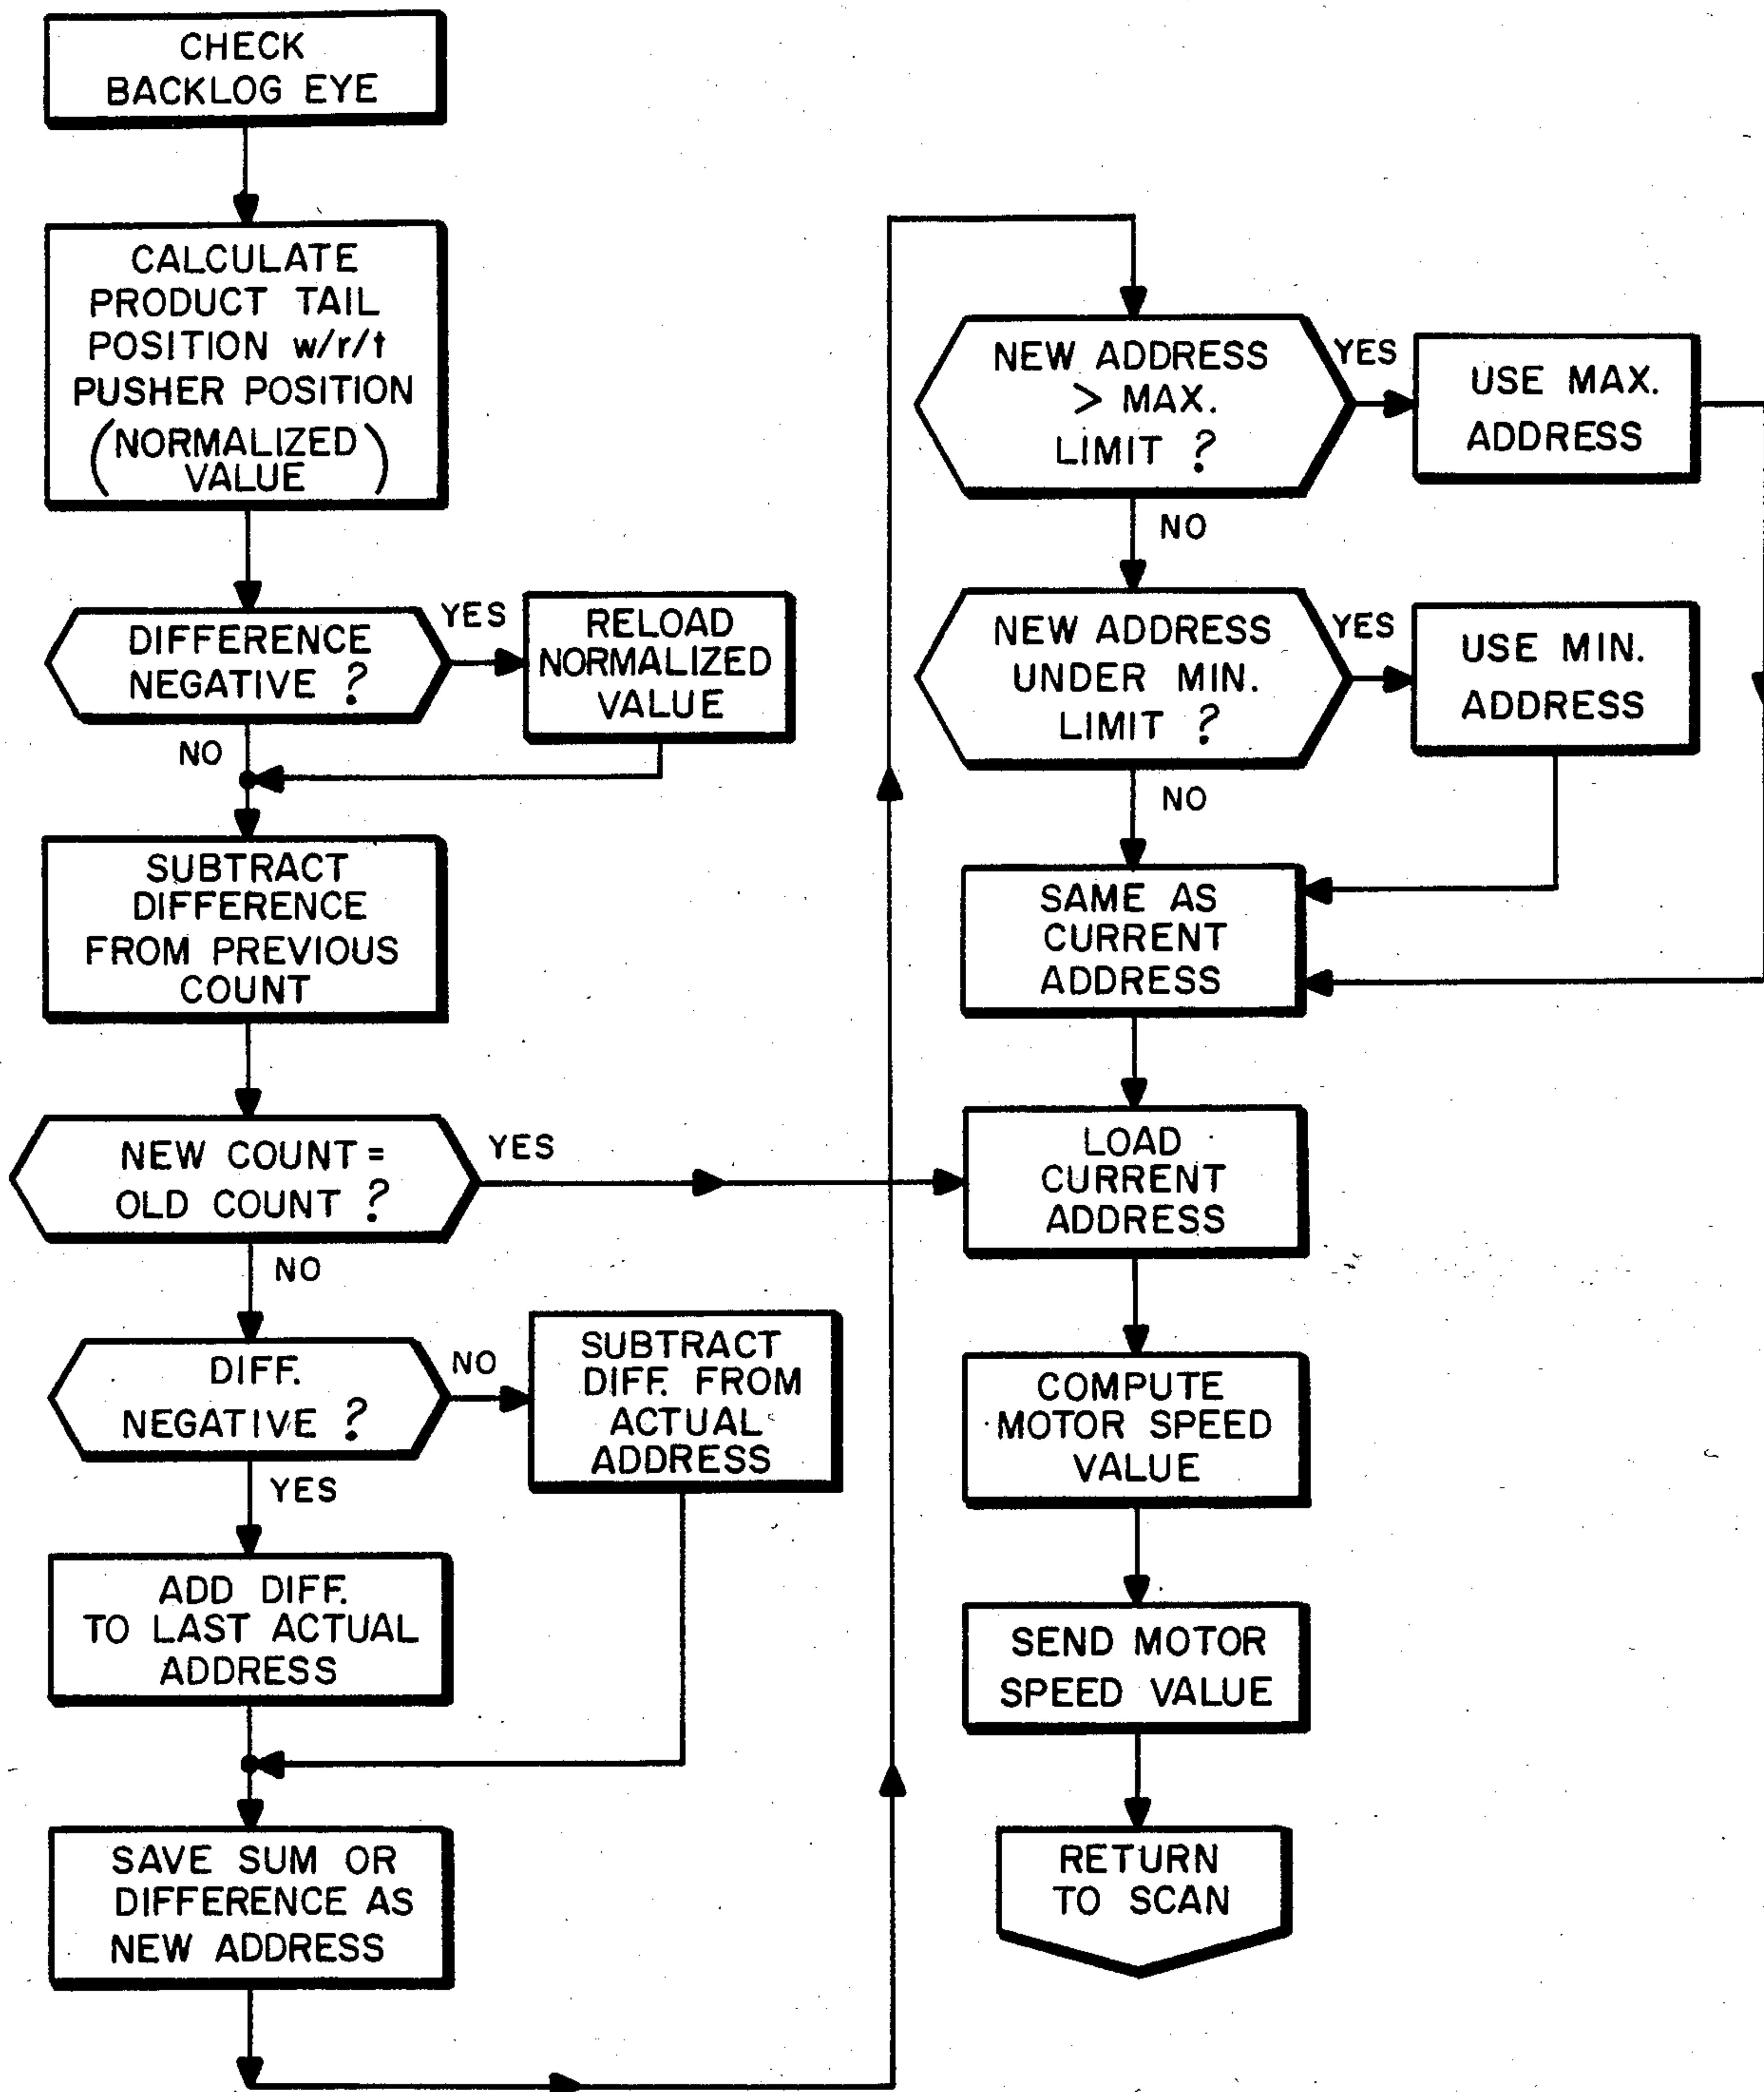 CHECK
BACKLOG EYE
CALCULATE
PRODUCT TAIL
POSITION w/r/t
PUSHER POSITION
(NORMALIZED
VALUE)
DIFFERENCE
NEGATIVE ?
YES
RELOAD
NORMALIZED
VALUE
NO
SUBTRACT
DIFFERENCE
FROM PREVIOUS
COUNT
NEW COUNT =
OLD COUNT ?
YES
NO
DIFF.
NEGATIVE ?
NO
SUBTRACT
DIFF. FROM
ACTUAL
ADDRESS
YES
ADD DIFF.
TO LAST ACTUAL
ADDRESS
SAVE SUM OR
DIFFERENCE AS
NEW ADDRESS
NEW ADDRESS
> MAX.
LIMIT ?
YES
USE MAX.
ADDRESS
NO
NEW ADDRESS
UNDER MIN.
LIMIT ?
YES
USE MIN.
ADDRESS
NO
SAME AS
CURRENT
ADDRESS
LOAD
CURRENT
ADDRESS
COMPUTE
MOTOR SPEED
VALUE
SEND MOTOR
SPEED VALUE
RETURN
TO SCAN